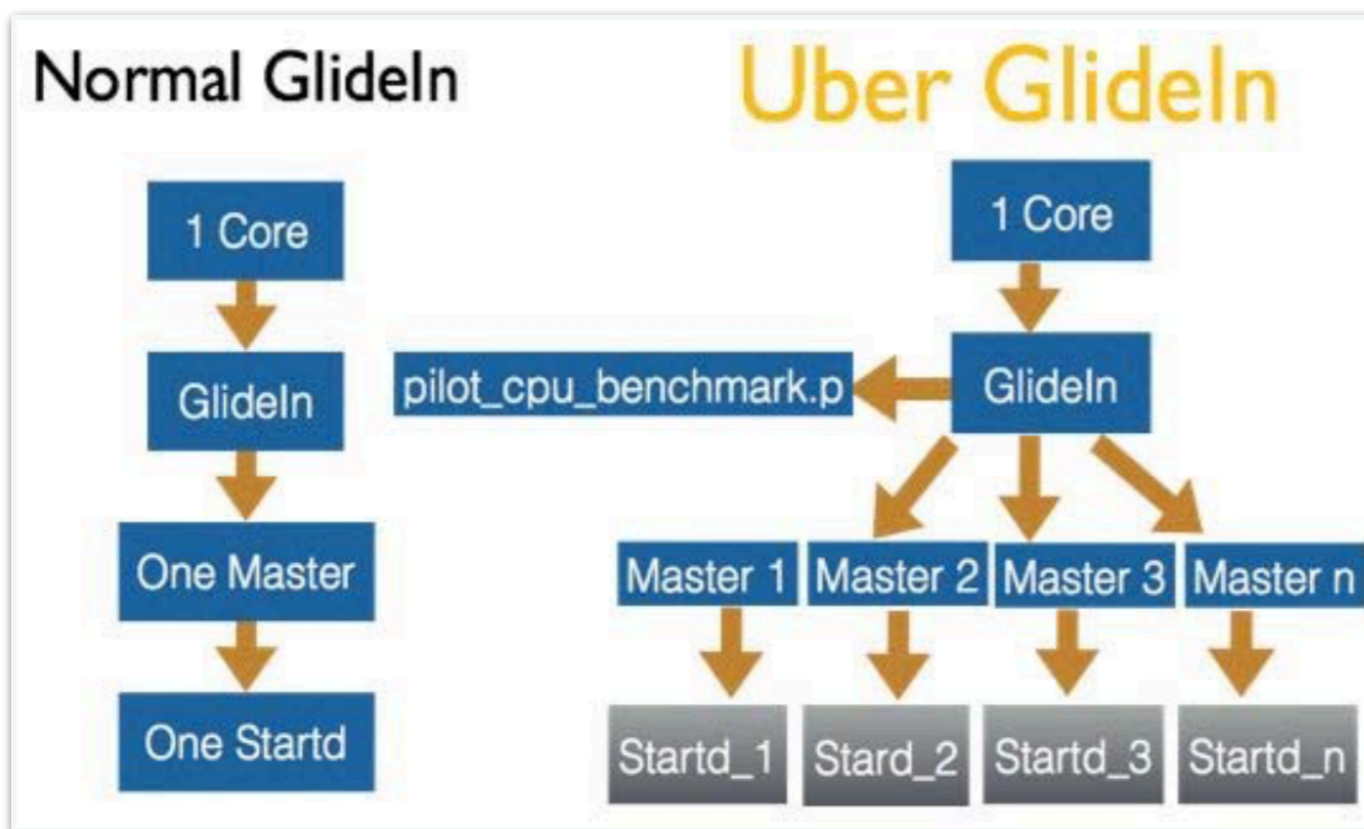 Normal GlideIn
1 Core
GlideIn
One Master
One Startd
Uber GlideIn
1 Core
GlideIn
pilot_cpu_benchmark.p
Master 1
Master 2
Master 3
Master n
Startd_1
Stard_2
Startd_3
Startd_n